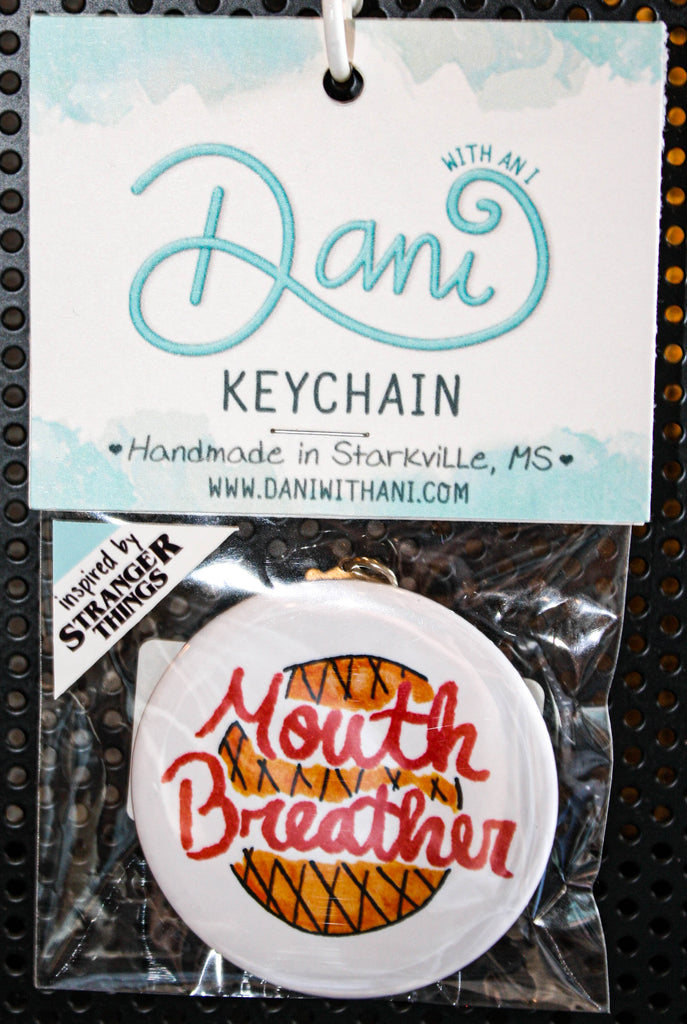 WITH AN I
Dani
KEYCHAIN
♥Handmade in Starkville, MS♥
WWW.DANIWITHANI.COM
inspired by
STRANGER
THINGS
Mouth
Breather